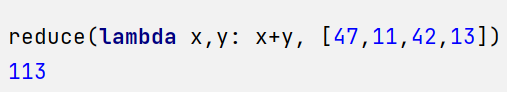 reduce(lambda x,y: x+y, [47,11,42,13])
113